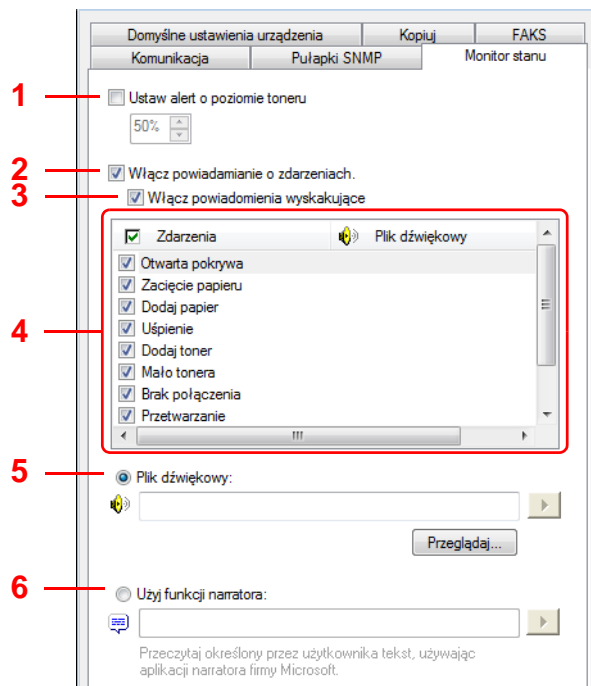 Domyślne ustawienia urządzenia Kopiuj FAKS
Komunikacja Pułapki SNMP Monitor stanu
1 Ustaw alert o poziomie toneru
50%
2 Włącz powiadamianie o zdarzeniach.
3 Włącz powiadomienia wyskakujące
Zdarzenia Plik dźwiękowy
Otwarta pokrywa
Zacięcie papieru
Dodaj papier
4 Uśpienie
Dodaj toner
Mało tonera
Brak połączenia
Przetwarzanie
5 Plik dźwiękowy:
Przeglądaj...
6 Użyj funkcji narratora:
Przeczytaj określony przez użytkownika tekst, używając
aplikacji narratora firmy Microsoft.